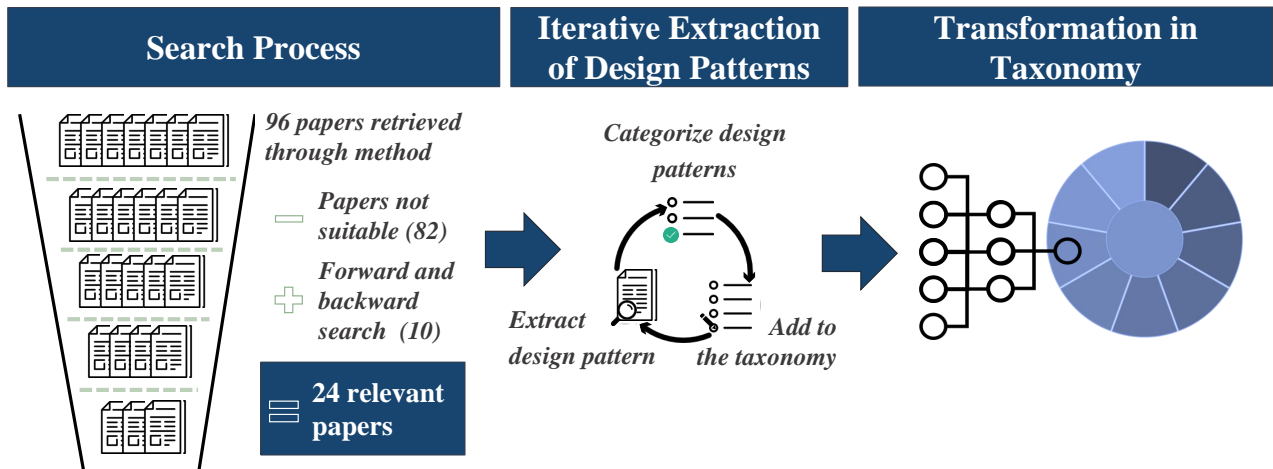 Search Process
Iterative Extraction
of Design Patterns
Transformation in
Taxonomy
96 papers retrieved
through method
Papers not
suitable (82)
Forward and
backward
search (10)
24 relevant
papers
Categorize design
patterns
Extract
design pattern
Add to
the taxonomy